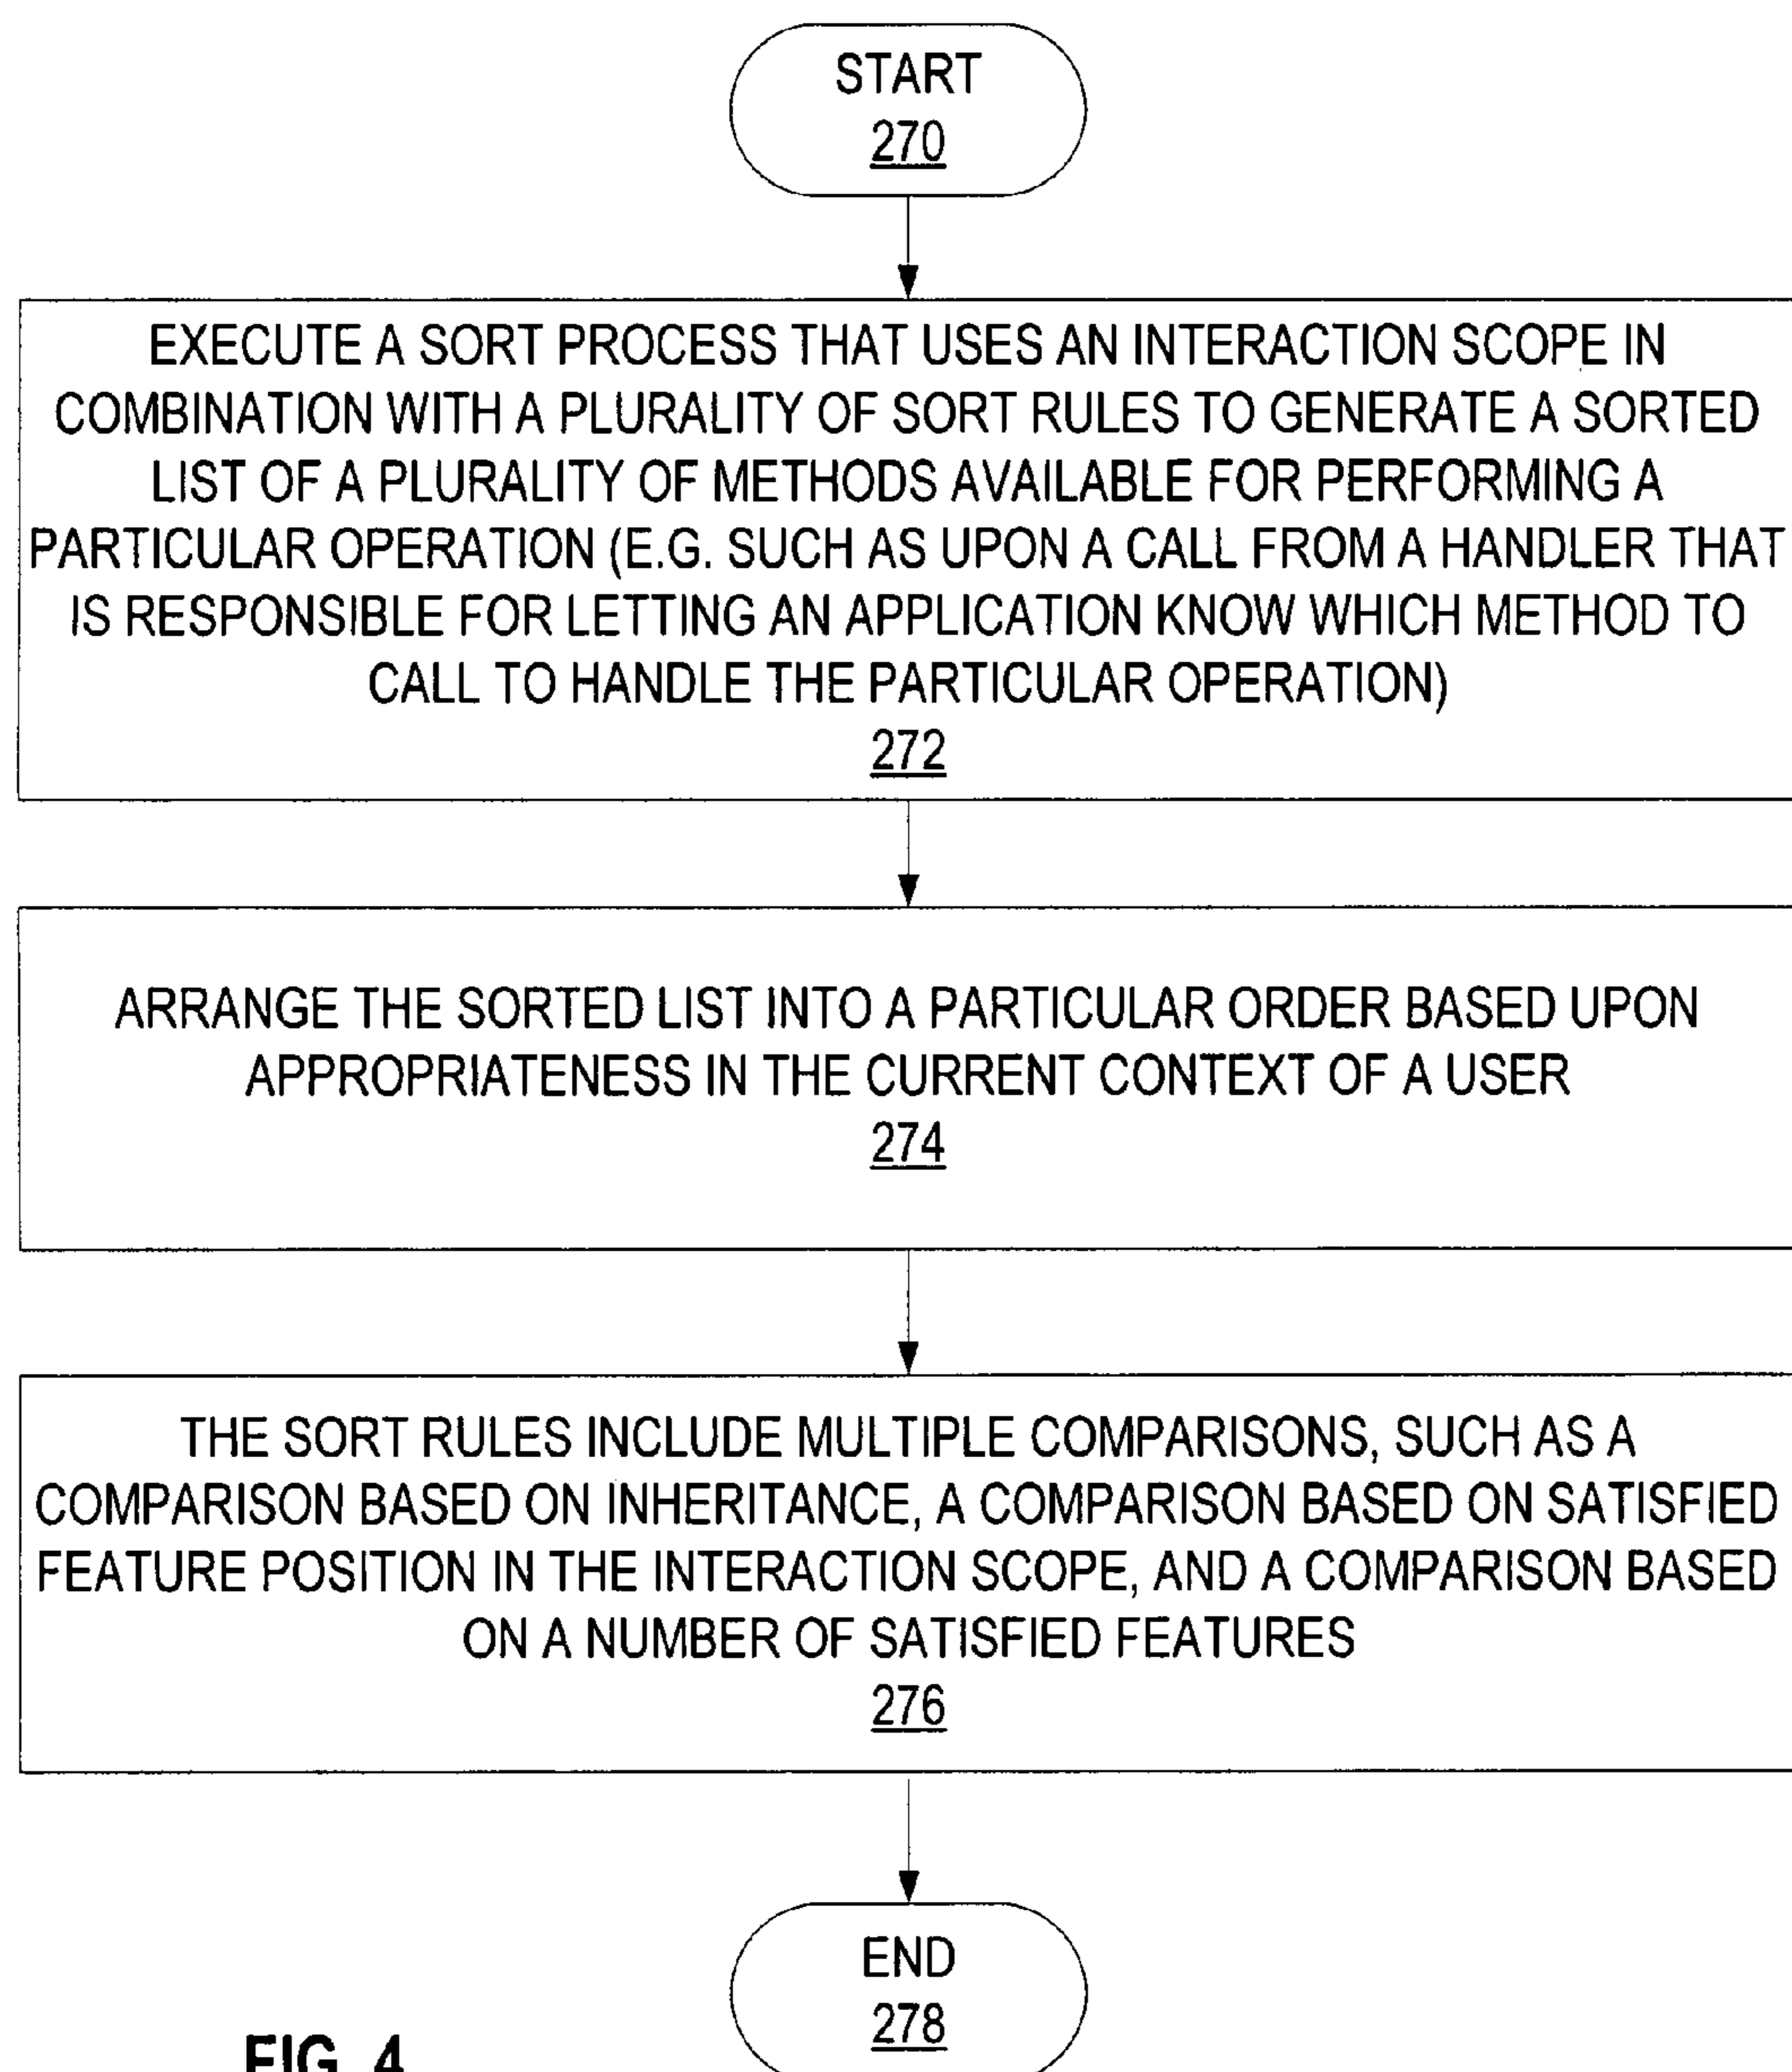 START
270
EXECUTE A SORT PROCESS THAT USES AN INTERACTION SCOPE IN
COMBINATION WITH A PLURALITY OF SORT RULES TO GENERATE A SORTED
LIST OF A PLURALITY OF METHODS AVAILABLE FOR PERFORMING A
PARTICULAR OPERATION (E.G. SUCH AS UPON A CALL FROM A HANDLER THAT
IS RESPONSIBLE FOR LETTING AN APPLICATION KNOW WHICH METHOD TO
CALL TO HANDLE THE PARTICULAR OPERATION)
272
ARRANGE THE SORTED LIST INTO A PARTICULAR ORDER BASED UPON
APPROPRIATENESS IN THE CURRENT CONTEXT OF A USER
274
THE SORT RULES INCLUDE MULTIPLE COMPARISONS, SUCH AS A
COMPARISON BASED ON INHERITANCE, A COMPARISON BASED ON SATISFIED
FEATURE POSITION IN THE INTERACTION SCOPE, AND A COMPARISON BASED
ON A NUMBER OF SATISFIED FEATURES
276
END
278
FIG. 4